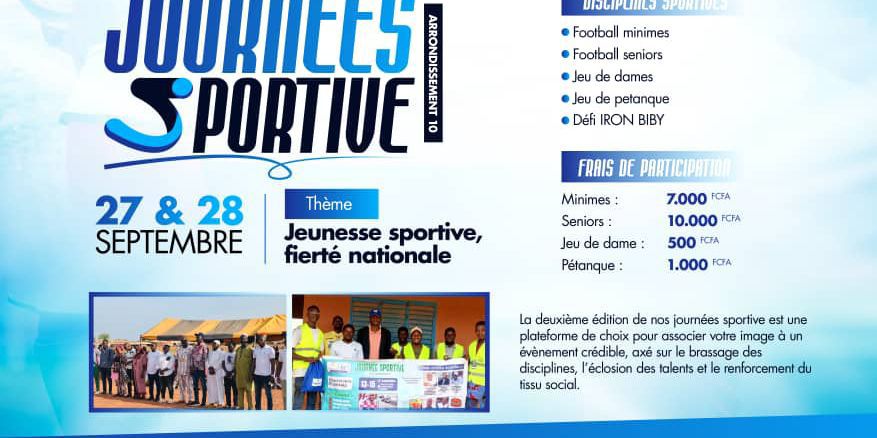 JOURNÉES
SPORTIVE
ARRONDISSEMENT 10
27 & 28
SEPTEMBRE
Thème
Jeunesse sportive,
fierté nationale
DISCIPLINES SPORTIVES
Football minimes
Football seniors
Jeu de dames
Jeu de petanque
Défi IRON BIBY
FRAIS DE PARTICIPATION
Minimes : 7.000 FCFA
Seniors : 10.000 FCFA
Jeu de dame : 500 FCFA
Pétanque : 1.000 FCFA
JOURNÉE SPORTIVE
La deuxième édition de nos journées sportive est une
plateforme de choix pour associer votre image à un
évènement crédible, axé sur le brassage des
disciplines, l'éclosion des talents et le renforcement du
tissu social.